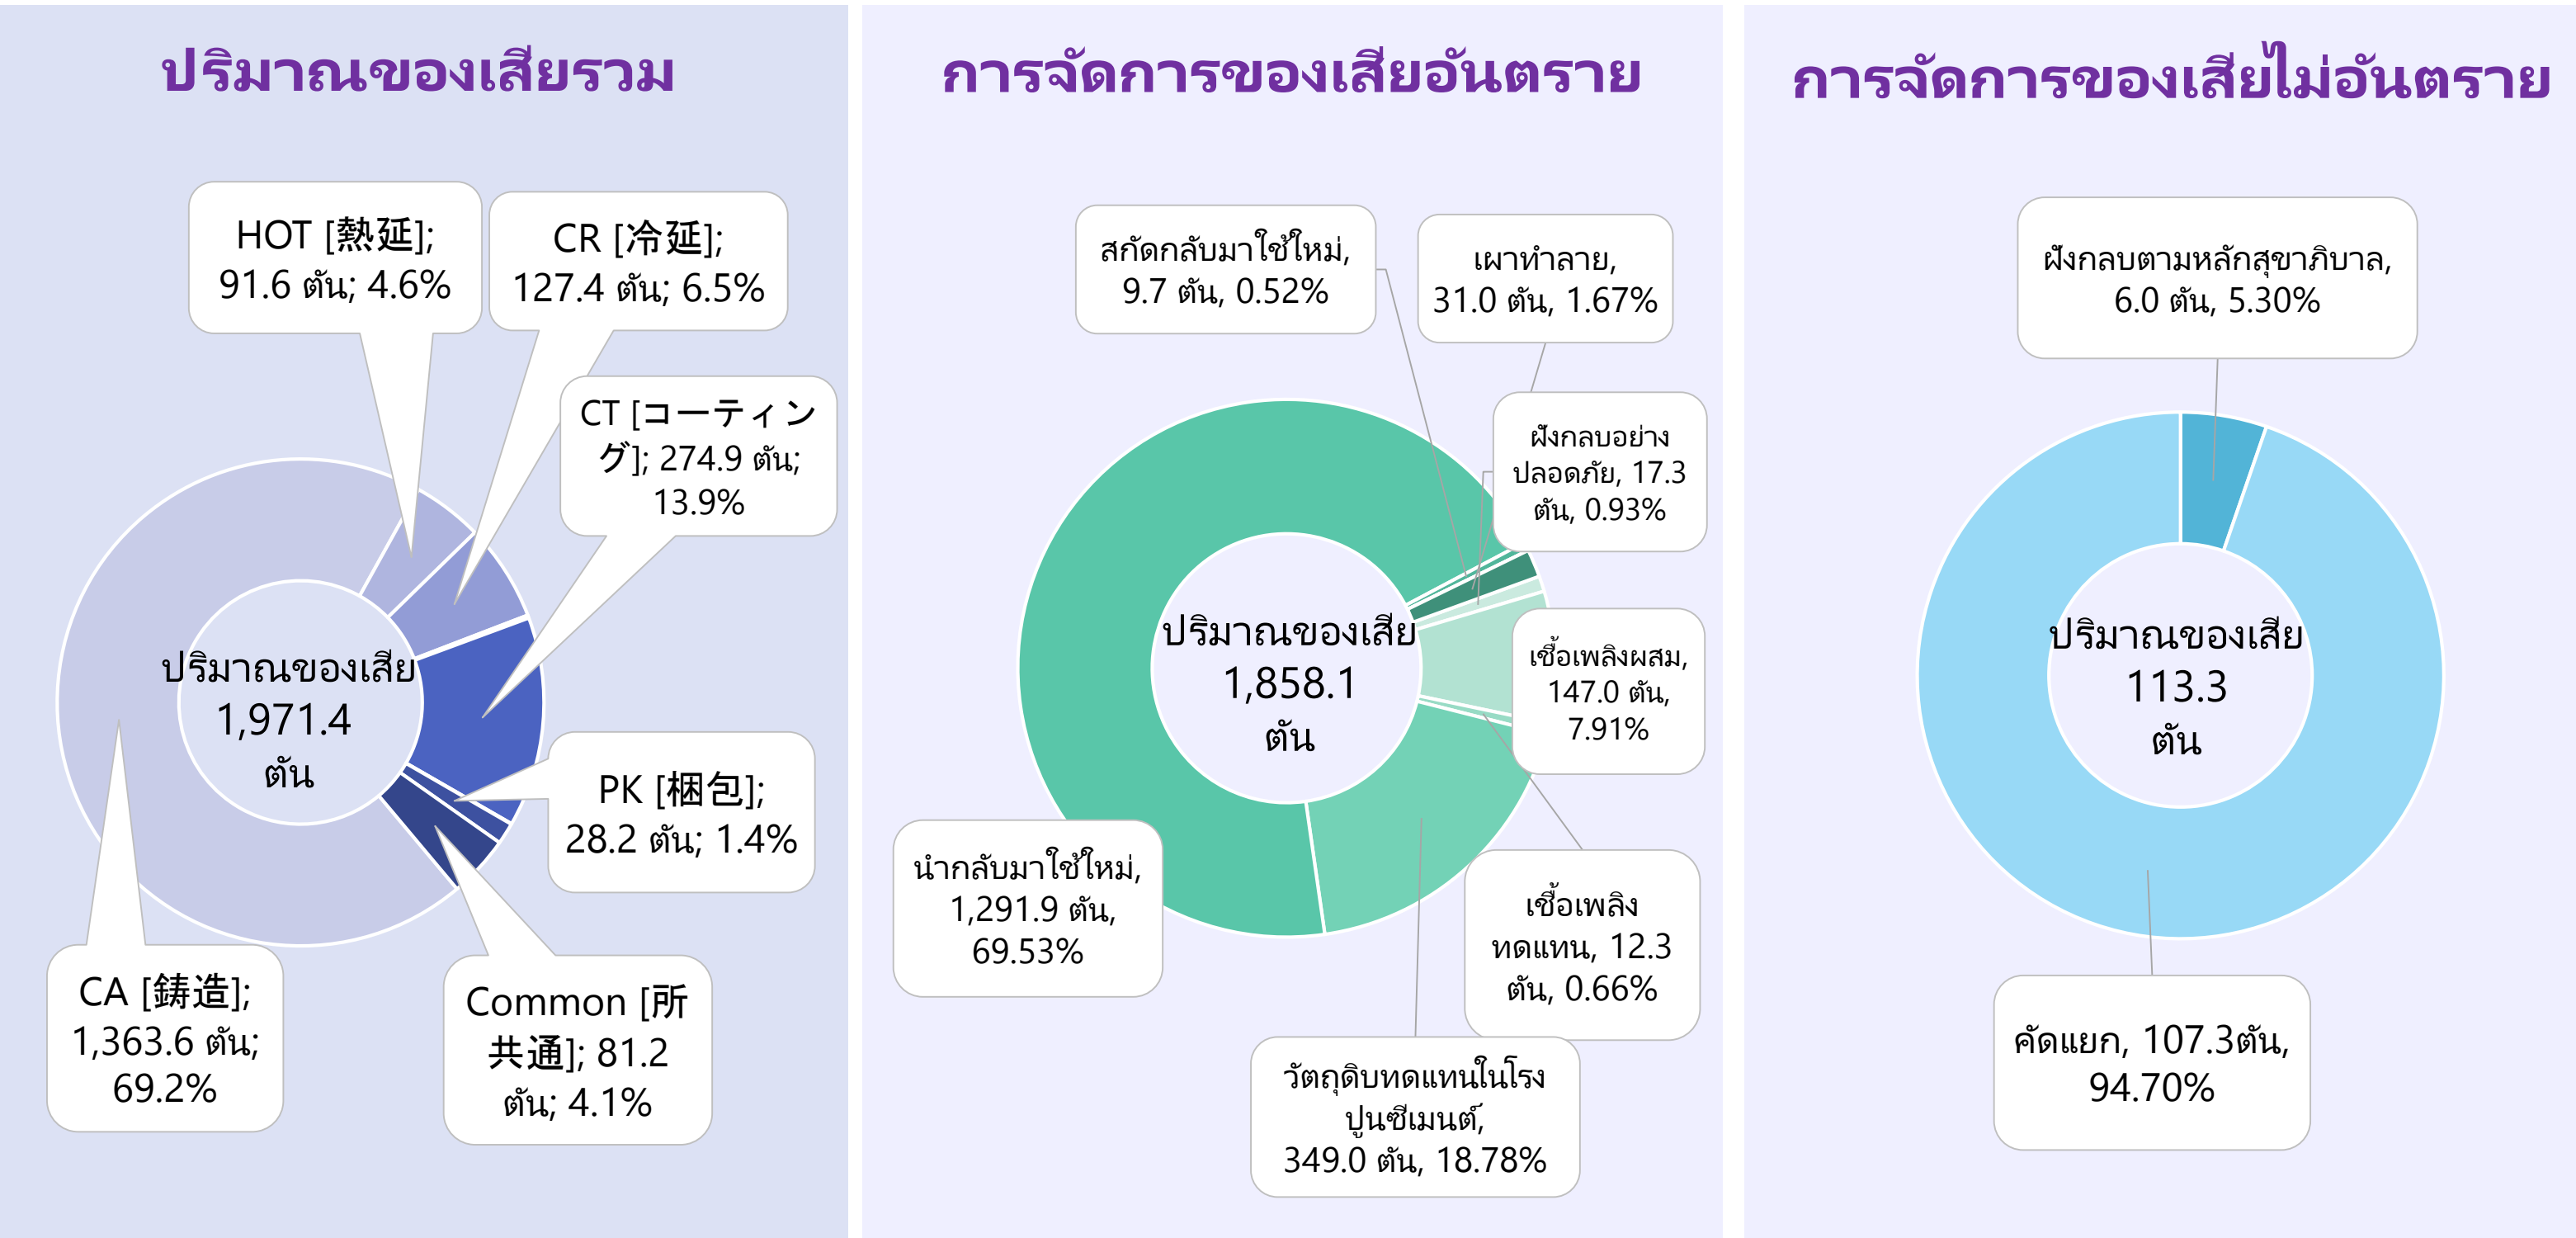 ปริมาณของเสียรวม
HOT [熱延];
91.6 ตัน; 4.6%
CR [冷延];
127.4 ตัน; 6.5%
CT [コーティン
グ]; 274.9 ตัน;
13.9%
ปริมาณของเสีย
1,971.4
ตัน
PK [梱包];
28.2 ตัน; 1.4%
CA [鋳造];
1,363.6 ตัน;
69.2%
Common [所
共通]; 81.2
ตัน; 4.1%
การจัดการของเสียอันตราย
สกัดกลับมาใช้ใหม่,
9.7 ตัน, 0.52%
เผาทำลาย,
31.0 ตัน, 1.67%
ฝังกลบอย่าง
ปลอดภัย, 17.3
ตัน, 0.93%
ปริมาณของเสีย
1,858.1
ตัน
เชื้อเพลิงผสม,
147.0 ตัน,
7.91%
นำกลับมาใช้ใหม่,
1,291.9 ตัน,
69.53%
เชื้อเพลิง
ทดแทน, 12.3
ตัน, 0.66%
วัตถุดิบทดแทนในโรง
ปูนซีเมนต์,
349.0 ตัน, 18.78%
การจัดการของเสียไม่อันตราย
ฝังกลบตามหลักสุขาภิบาล,
6.0 ตัน, 5.30%
ปริมาณของเสีย
113.3
ตัน
คัดแยก, 107.3ตัน,
94.70%